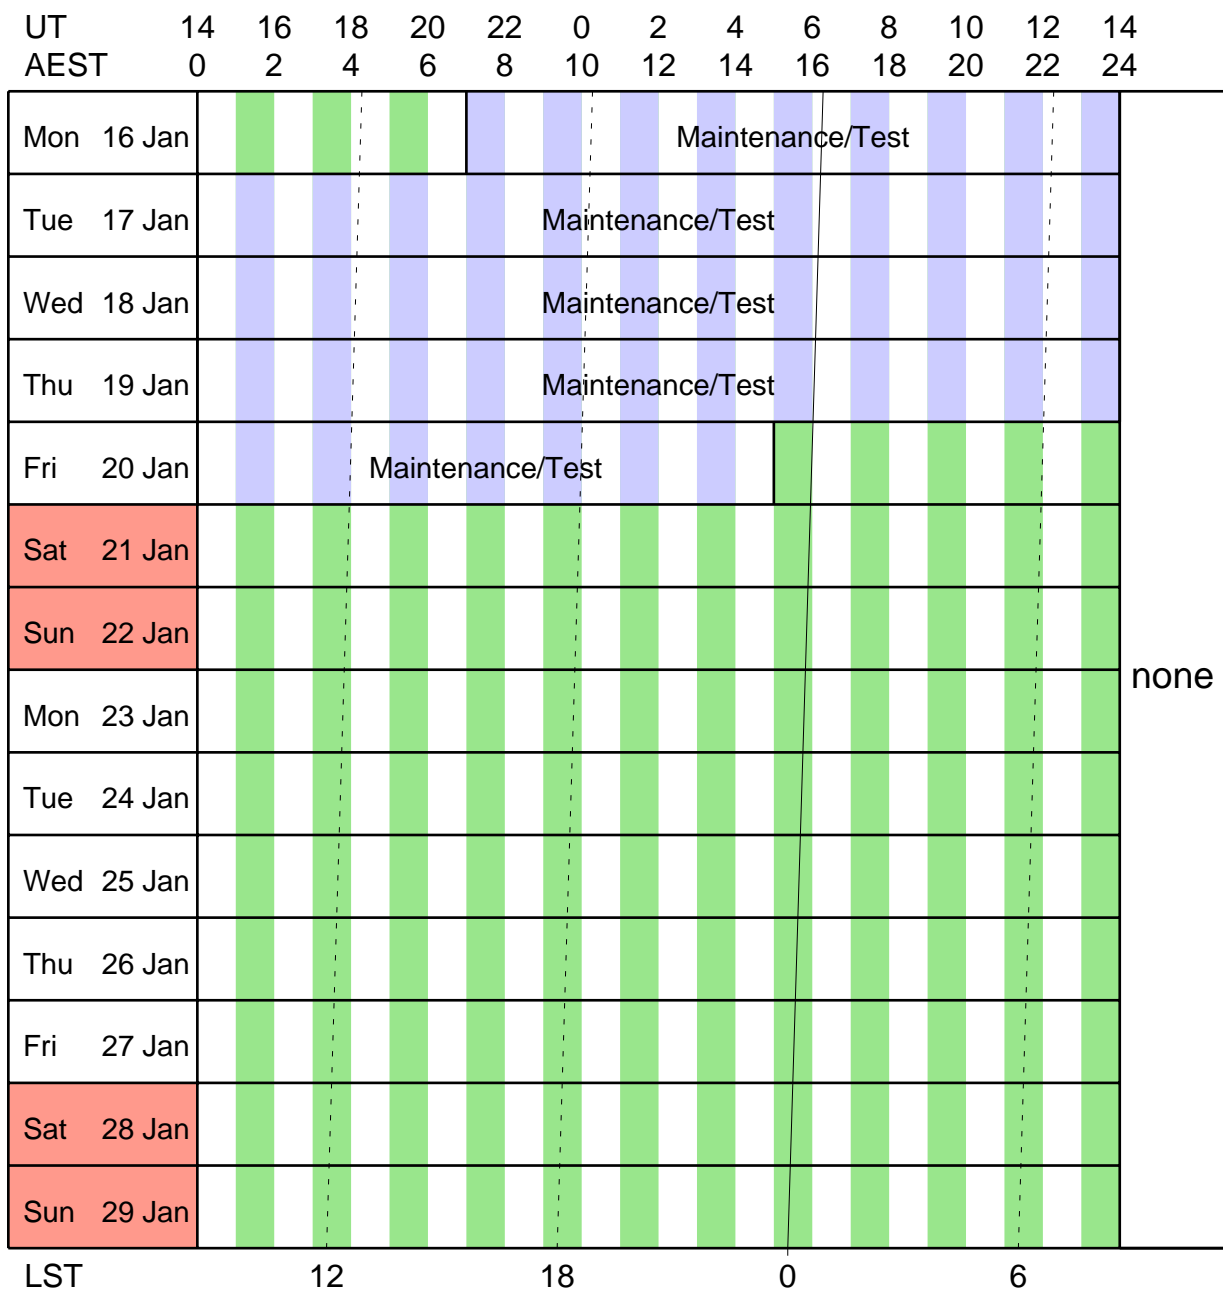 UT 14 16 18 20 22 0 2 4 6 8 10 12 14
AEST 0 2 4 6 8 10 12 14 16 18 20 22 24
Mon 16 Jan Maintenance/Test
Tue 17 Jan Maintenance/Test
Wed 18 Jan Maintenance/Test
Thu 19 Jan Maintenance/Test
Fri 20 Jan Maintenance/Test
Sat 21 Jan
Sun 22 Jan
none
Mon 23 Jan
Tue 24 Jan
Wed 25 Jan
Thu 26 Jan
Fri 27 Jan
Sat 28 Jan
Sun 29 Jan
LST 12 18 0 6